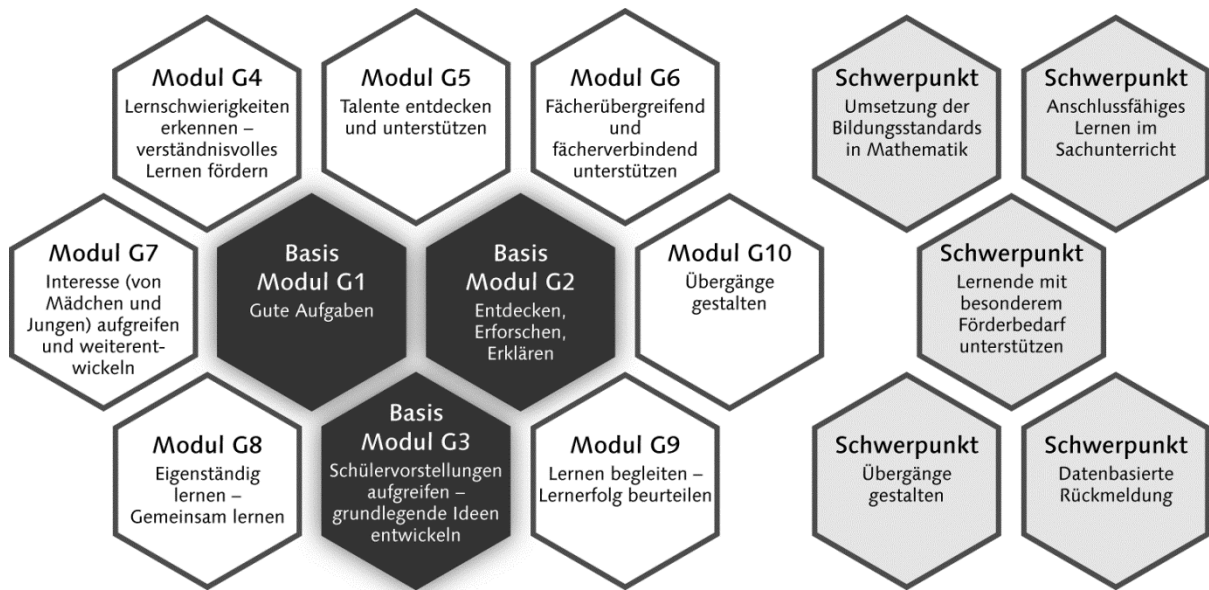 Modul G4
Lernschwierigkeiten
erkennen –
verständnisvolles
Lernen fördern
Modul G5
Talente entdecken
und unterstützen
Modul G6
Fächerübergreifend
und
fächerverbindend
unterstützen
Schwerpunkt
Umsetzung der
Bildungsstandards
in Mathematik
Schwerpunkt
Anschlussfähiges
Lernen im
Sachunterricht
Modul G7
Interesse (von
Mädchen und
Jungen) aufgreifen
und weiterent-
wickeln
Basis
Modul G1
Gute Aufgaben
Basis
Modul G2
Entdecken,
Erforschen,
Erklären
Modul G10
Übergänge
gestalten
Schwerpunkt
Lernende mit
besonderem
Förderbedarf
unterstützen
Modul G8
Eigenständig
lernen –
Gemeinsam lernen
Basis
Modul G3
Schülervorstellungen
aufgreifen –
grundlegende Ideen
entwickeln
Modul G9
Lernen begleiten –
Lernerfolg beurteilen
Schwerpunkt
Übergänge
gestalten
Schwerpunkt
Datenbasierte
Rückmeldung